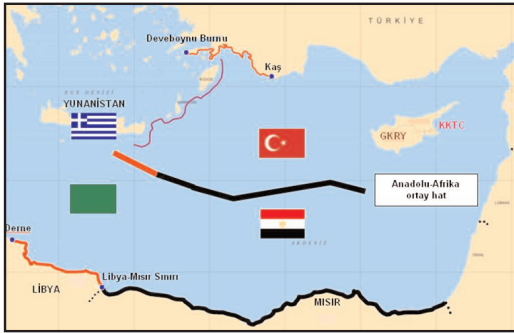 TÜRKİYE
Deveboynu Burnu
Kaş
YUNANİSTAN
GKRY
KKTC
Anadolu-Afrika
ortay hat
AKDENİZ
Derne
Libya-Mısır Sınırı
LİBYA
MISIR